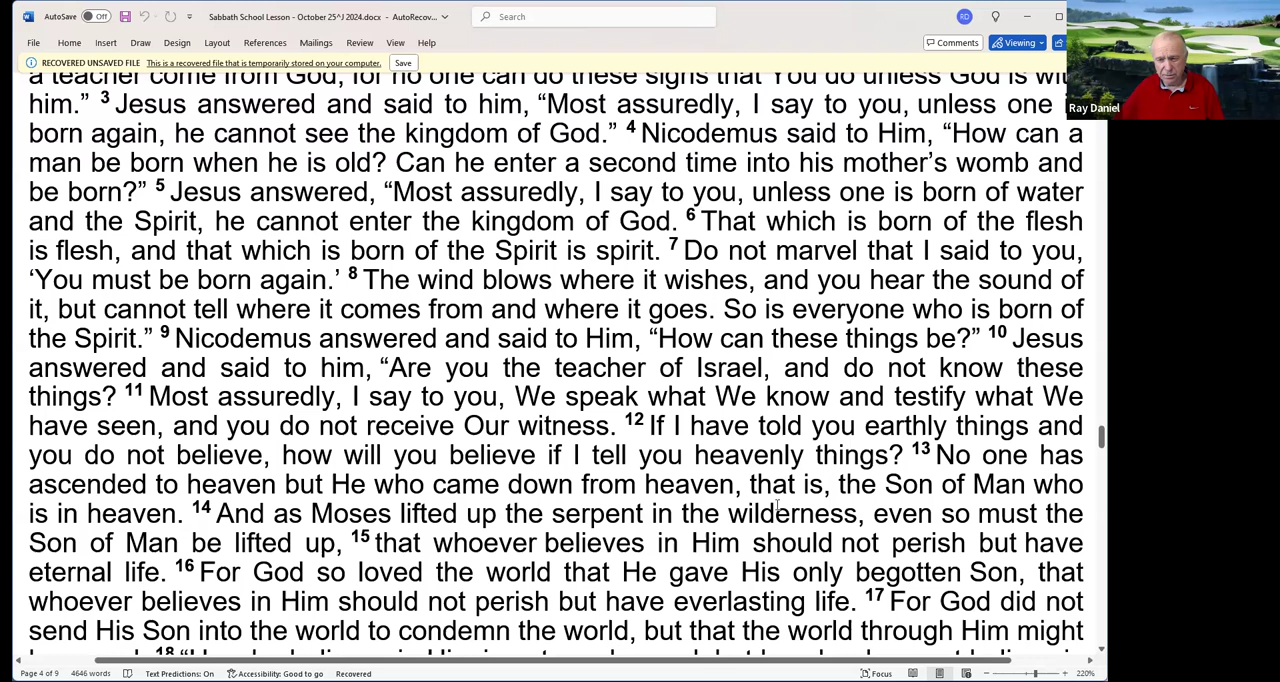 AutoSave Off Sabbath School Lesson - October 25^J 2024.docx - AutoRecov... Search RD
File Home Insert Draw Design Layout References Mailings Review View Help Comments Viewing
RECOVERED UNSAVED FILE This is a recovered file that is temporarily stored on your computer. Save
Ray Daniel
a teacher come from God, for no one can do these signs that You do unless God is with
him.” 3 Jesus answered and said to him, “Most assuredly, I say to you, unless one
born again, he cannot see the kingdom of God.” 4 Nicodemus said to Him, “How can a
man be born when he is old? Can he enter a second time into his mother’s womb and
be born?” 5 Jesus answered, “Most assuredly, I say to you, unless one is born of water
and the Spirit, he cannot enter the kingdom of God. 6 That which is born of the flesh
is flesh, and that which is born of the Spirit is spirit. 7 Do not marvel that I said to you,
‘You must be born again.’ 8 The wind blows where it wishes, and you hear the sound of
it, but cannot tell where it comes from and where it goes. So is everyone who is born of
the Spirit.” 9 Nicodemus answered and said to Him, “How can these things be?” 10 Jesus
answered and said to him, “Are you the teacher of Israel, and do not know these
things? 11 Most assuredly, I say to you, We speak what We know and testify what We
have seen, and you do not receive Our witness. 12 If I have told you earthly things and
you do not believe, how will you believe if I tell you heavenly things? 13 No one has
ascended to heaven but He who came down from heaven, that is, the Son of Man who
is in heaven. 14 And as Moses lifted up the serpent in the wilderness, even so must the
Son of Man be lifted up, 15 that whoever believes in Him should not perish but have
eternal life. 16 For God so loved the world that He gave His only begotten Son, that
whoever believes in Him should not perish but have everlasting life. 17 For God did not
send His Son into the world to condemn the world, but that the world through Him might
Page 4 of 9 4646 words Text Predictions: On Accessibility: Good to go Recovered Focus 220%